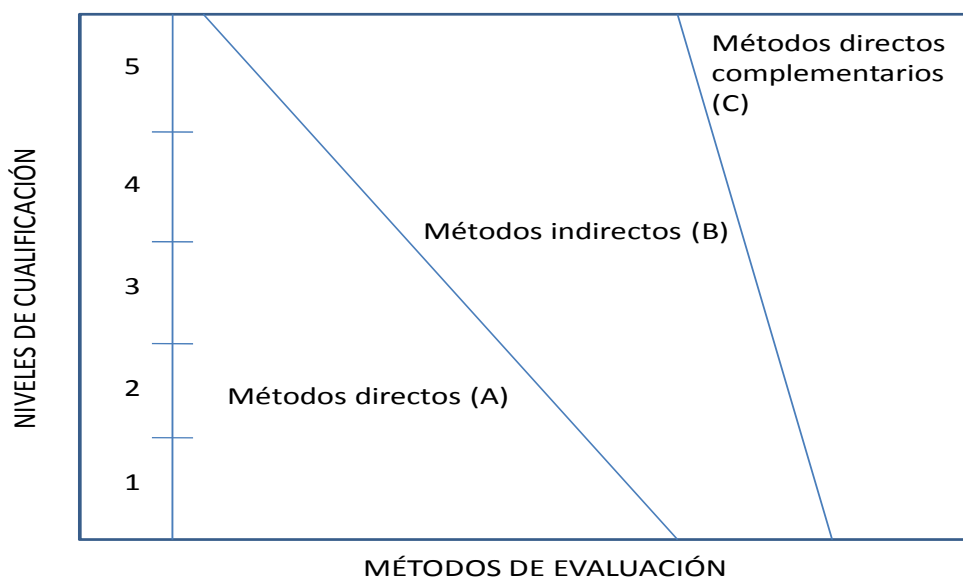 NIVELES DE CUALIFICACIÓN
5
4
3
2
1
Métodos directos
complementarios
(C)
Métodos indirectos (B)
Métodos directos (A)
MÉTODOS DE EVALUACIÓN